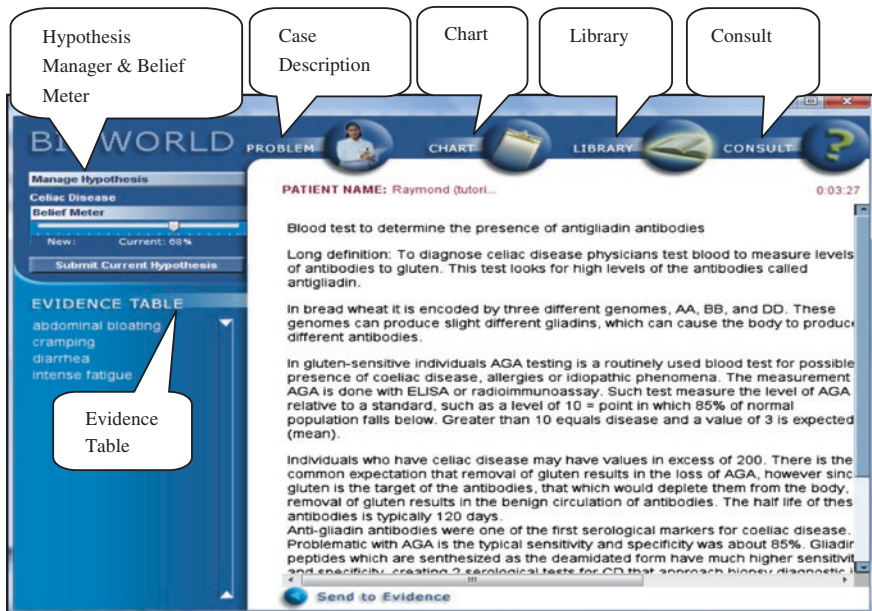 Hypothesis
Manager & Belief
Meter
Case
Description
Chart
Library
Consult
BI WORLD
PROBLEM
CHART
LIBRARY
CONSULT
Manage Hypothesis
Celiac Disease
Belief Meter
New: Current: 68%
Submit Current Hypothesis
EVIDENCE TABLE
abdominal bloating
cramping
diarrhea
intense fatigue
Evidence
Table
PATIENT NAME: Raymond (tutori...
0:03:27
Blood test to determine the presence of antigliadin antibodies
Long definition: To diagnose celiac disease physicians test blood to measure levels
of antibodies to gluten. This test looks for high levels of the antibodies called
antigliadin.
In bread wheat it is encoded by three different genomes, AA, BB, and DD. These
genomes can produce slight different gliadins, which can cause the body to produce
different antibodies.
In gluten-sensitive individuals AGA testing is a routinely used blood test for possible
presence of coeliac disease, allergies or idiopathic phenomena. The measurement
AGA is done with ELISA or radioimmunoassay. Such test measure the level of AGA
relative to a standard, such as a level of 10 = point in which 85% of normal
population falls below. Greater than 10 equals disease and a value of 3 is expected
(mean).
Individuals who have celiac disease may have values in excess of 200. There is the
common expectation that removal of gluten results in the loss of AGA, however sinc
gluten is the target of the antibodies, that which would deplete them from the body,
removal of gluten results in the benign circulation of antibodies. The half life of thes
antibodies is typically 120 days.
Anti-gliadin antibodies were one of the first serological markers for coeliac disease.
Problematic with AGA is the typical sensitivity and specificity was about 85%. Gliadir
peptides which are senthesized as the deamidated form have much higher sensitivit
and specificity, creating 2 serological tests for CD that approach biopsy diagnostic i
Send to Evidence